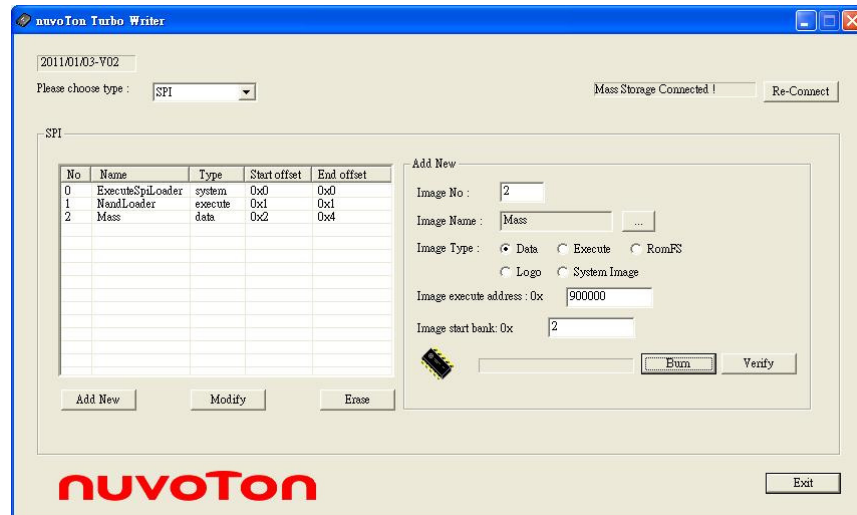 nuvoTon Turbo Writer
2011/01/03-V02
Please choose type : SPI Mass Storage Connected ! Re-Connect
SPI
No Name Type Start offset End offset
0 ExecuteSpiLoader system 0x0 0x0
1 NandLoader execute 0x1 0x1
2 Mass data 0x2 0x4
Add New Modify Erase
Add New
Image No : 2
Image Name : Mass ...
Image Type : Data Execute RomFS
Logo System Image
Image execute address : 0x 900000
Image start bank: 0x 2
Burn Verify
nuvoTon
Exit